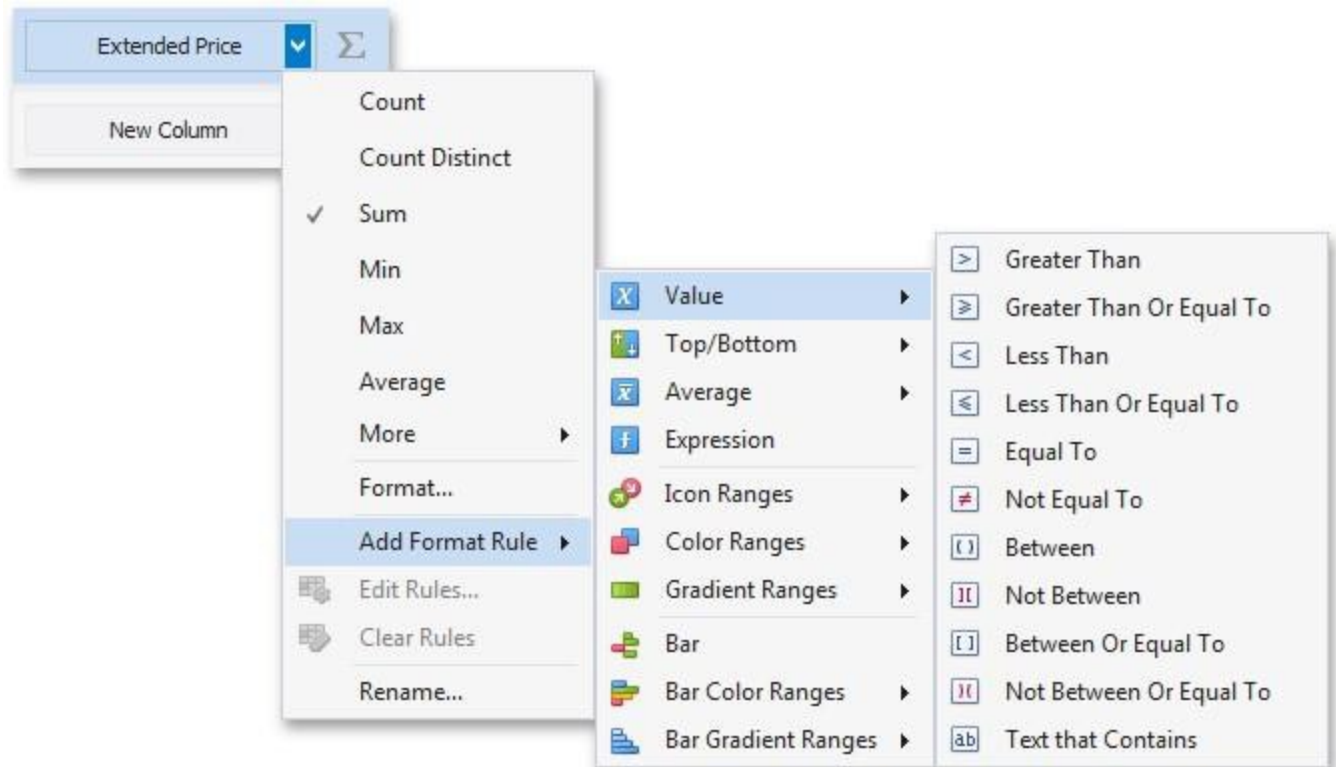 Extended Price Σ
New Column
Count
Count Distinct
Sum
Min
Max
Average
More
Format...
Add Format Rule
Edit Rules...
Clear Rules
Rename...
Value
Top/Bottom
Average
Expression
Icon Ranges
Color Ranges
Gradient Ranges
Bar
Bar Color Ranges
Bar Gradient Ranges
> Greater Than
⩾ Greater Than Or Equal To
< Less Than
⩽ Less Than Or Equal To
= Equal To
≠ Not Equal To
( ) Between
] [ Not Between
[ ] Between Or Equal To
) ( Not Between Or Equal To
ab Text that Contains